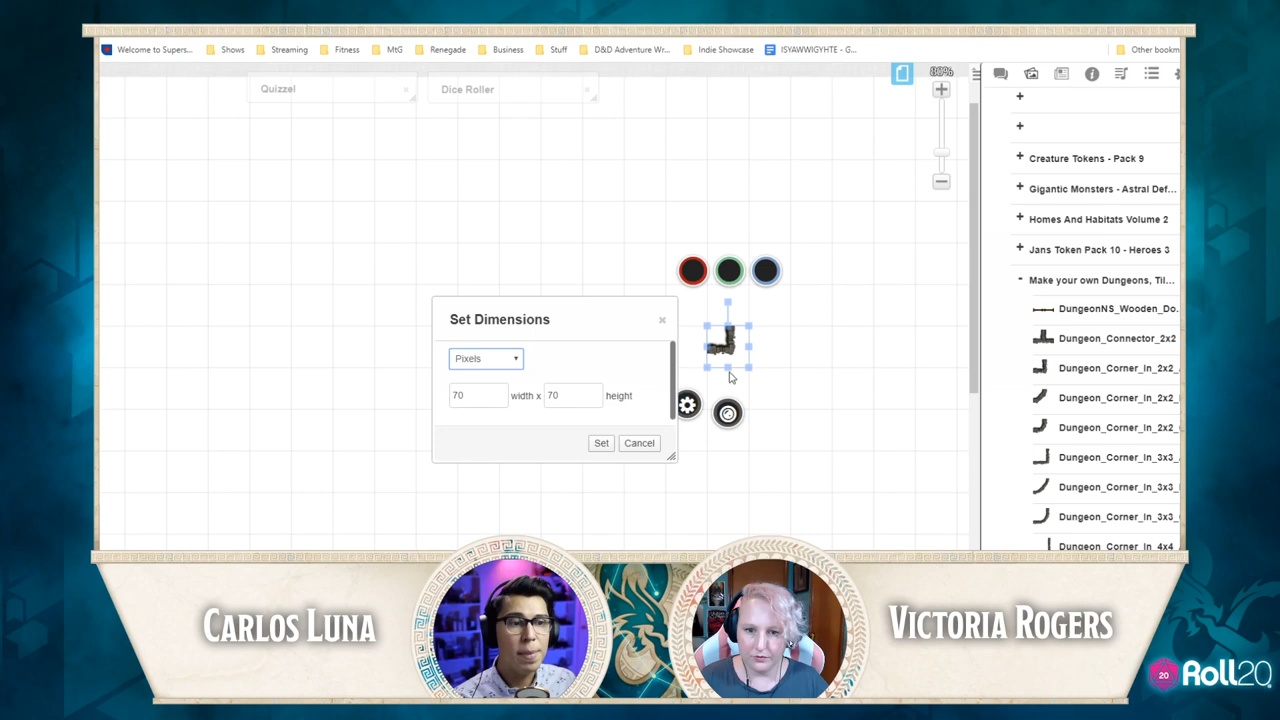 Welcome to Supers...
Shows
Streaming
Fitness
MtG
Renegade
Business
Stuff
D&D Adventure Wr...
Indie Showcase
ISYAWWIGYHTE - G...
Other bookm
Quizzel
Dice Roller
80%
Creature Tokens - Pack 9
Gigantic Monsters - Astral Def...
Homes And Habitats Volume 2
Jans Token Pack 10 - Heroes 3
Make your own Dungeons, Til...
DungeonNS_Wooden_Do.
Dungeon_Connector_2x2
Dungeon_Corner_In_2x2_
Dungeon_Corner_In_2x2_
Dungeon_Corner_In_2x2_
Dungeon_Corner_In_3x3_
Dungeon_Corner_In_3x3_
Dungeon_Corner_In_3x3_
Dungeon_Corner_In_4x4
Set Dimensions
Pixels
70 width x 70 height
Set Cancel
CARLOS LUNA
VICTORIA ROGERS
20 Roll20